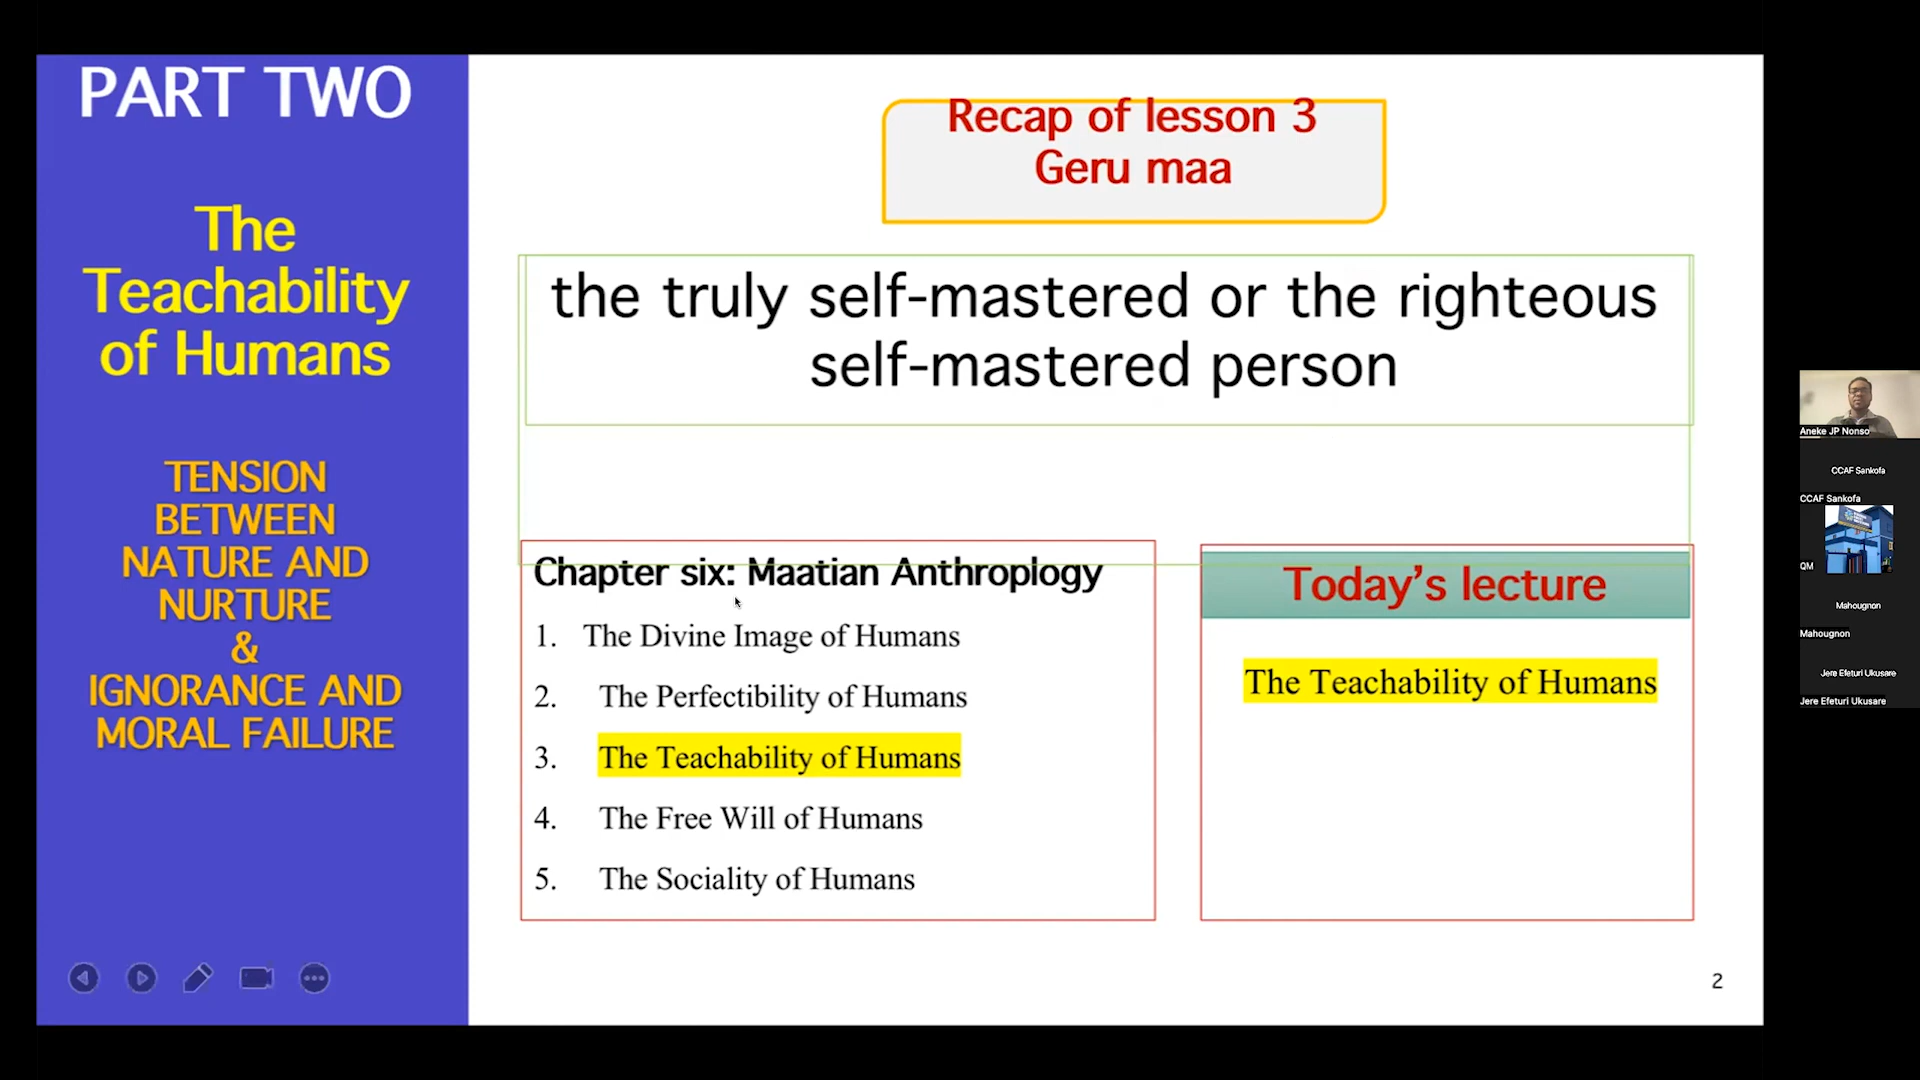 PART TWO
The
Teachability
of Humans
TENSION
BETWEEN
NATURE AND
NURTURE
&
IGNORANCE AND
MORAL FAILURE
Recap of lesson 3
Geru maa
the truly self-mastered or the righteous
self-mastered person
Chapter six: Maatian Anthroplogy
1. The Divine Image of Humans
2. The Perfectibility of Humans
3. The Teachability of Humans
4. The Free Will of Humans
5. The Sociality of Humans
Today’s lecture
The Teachability of Humans
2
Aneke JP Nonso
CCAF Sankofa
CCAF Sankofa
QM
Mahougnon
Mahougnon
Jere Efeturi Ukusare
Jere Efeturi Ukusare